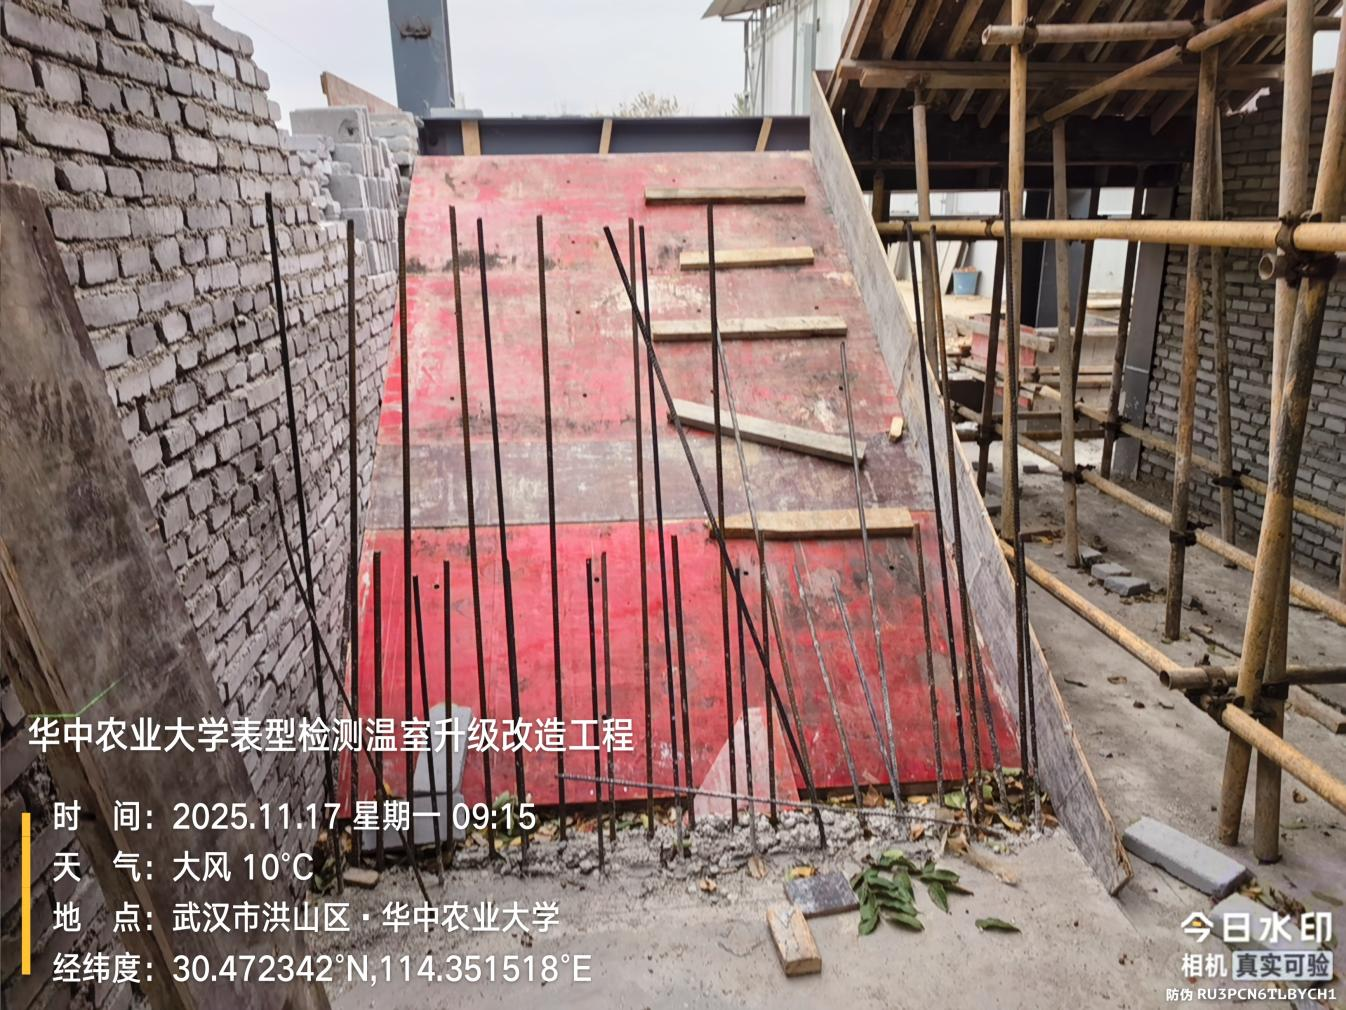 华中农业大学表型检测温室升级改造工程
时 间：2025.11.17 星期一 09:15
天 气：大风 10℃
地 点：武汉市洪山区·华中农业大学
经纬度：30.472342°N,114.351518°E
今日水印
相机 真实可验
防伪 RU3PCN6TLBYCH1